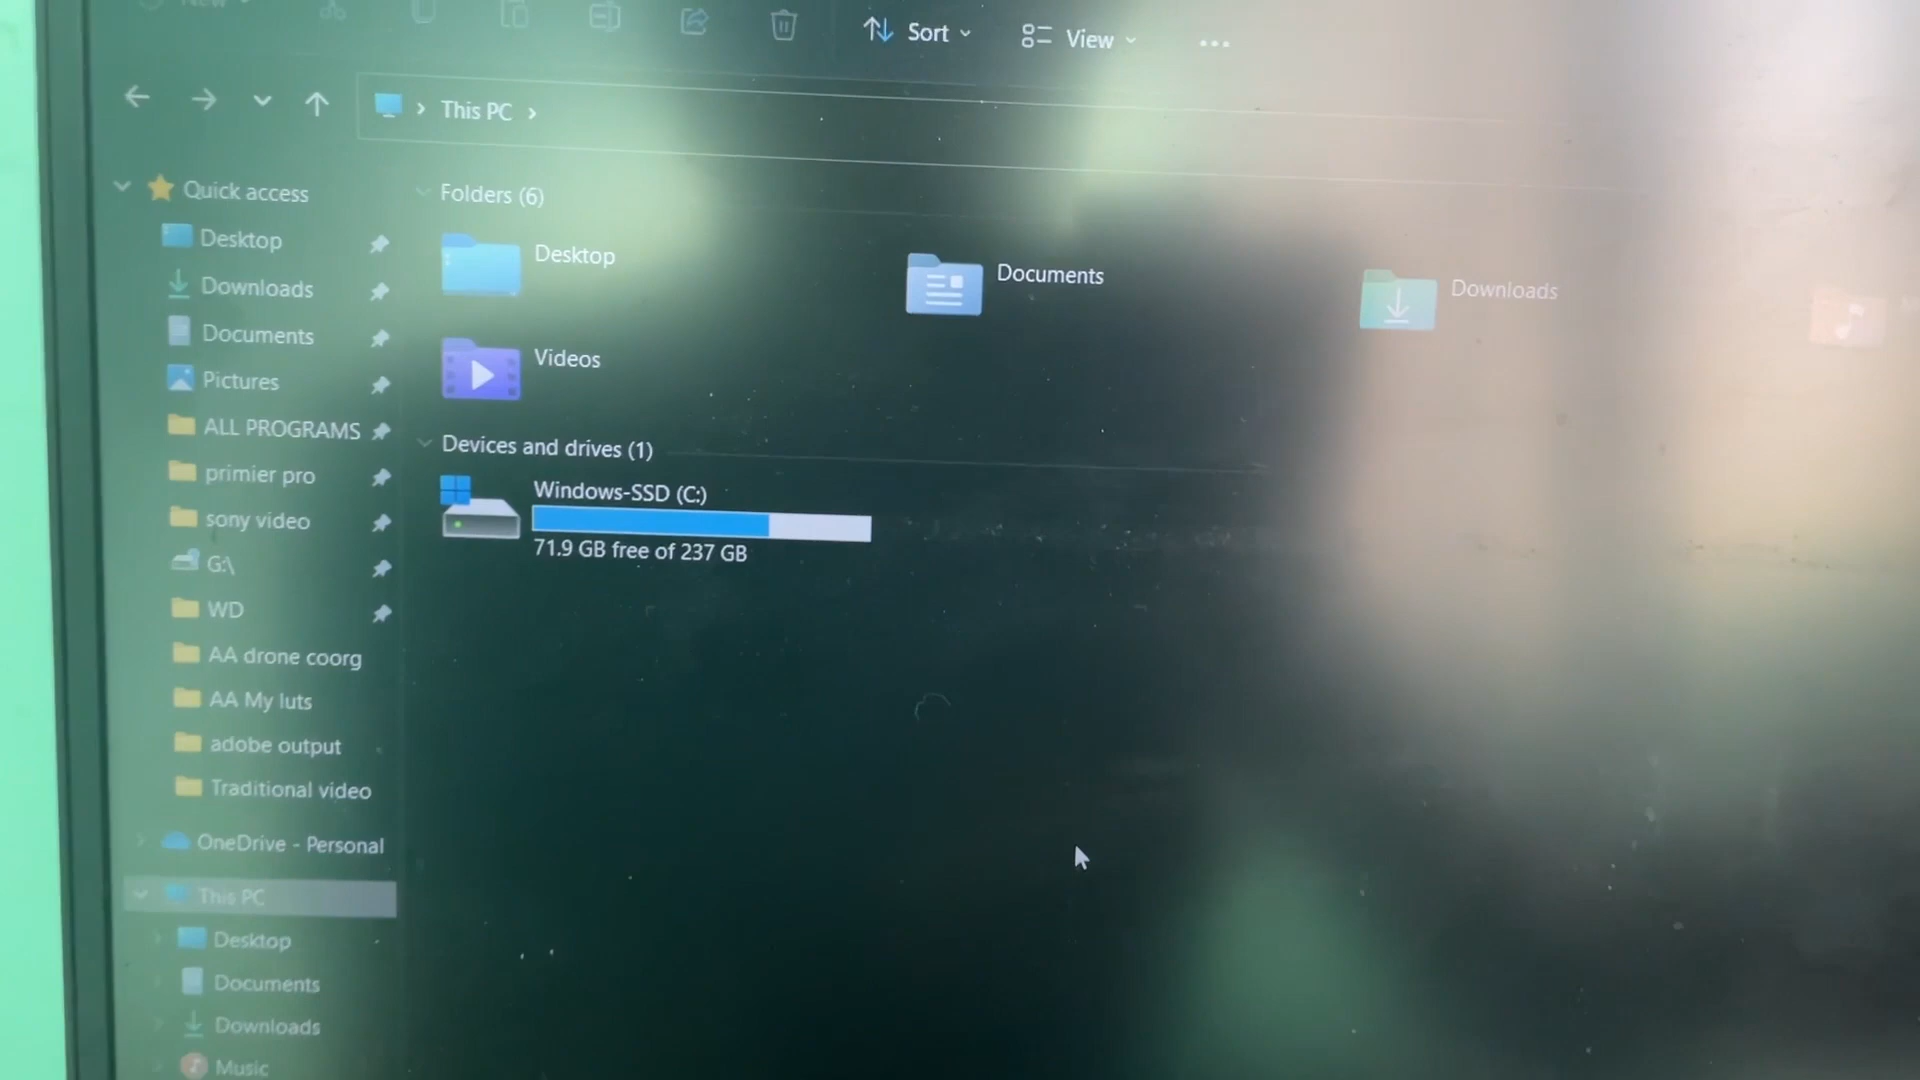 New
Sort
View
This PC
Quick access
Desktop
Downloads
Documents
Pictures
ALL PROGRAMS
primier pro
sony video
G:\
WD
AA drone coorg
AA My luts
adobe output
Traditional video
OneDrive - Personal
This PC
Desktop
Documents
Downloads
Music
Folders (6)
Desktop
Documents
Downloads
Videos
Devices and drives (1)
Windows-SSD (C:)
71.9 GB free of 237 GB